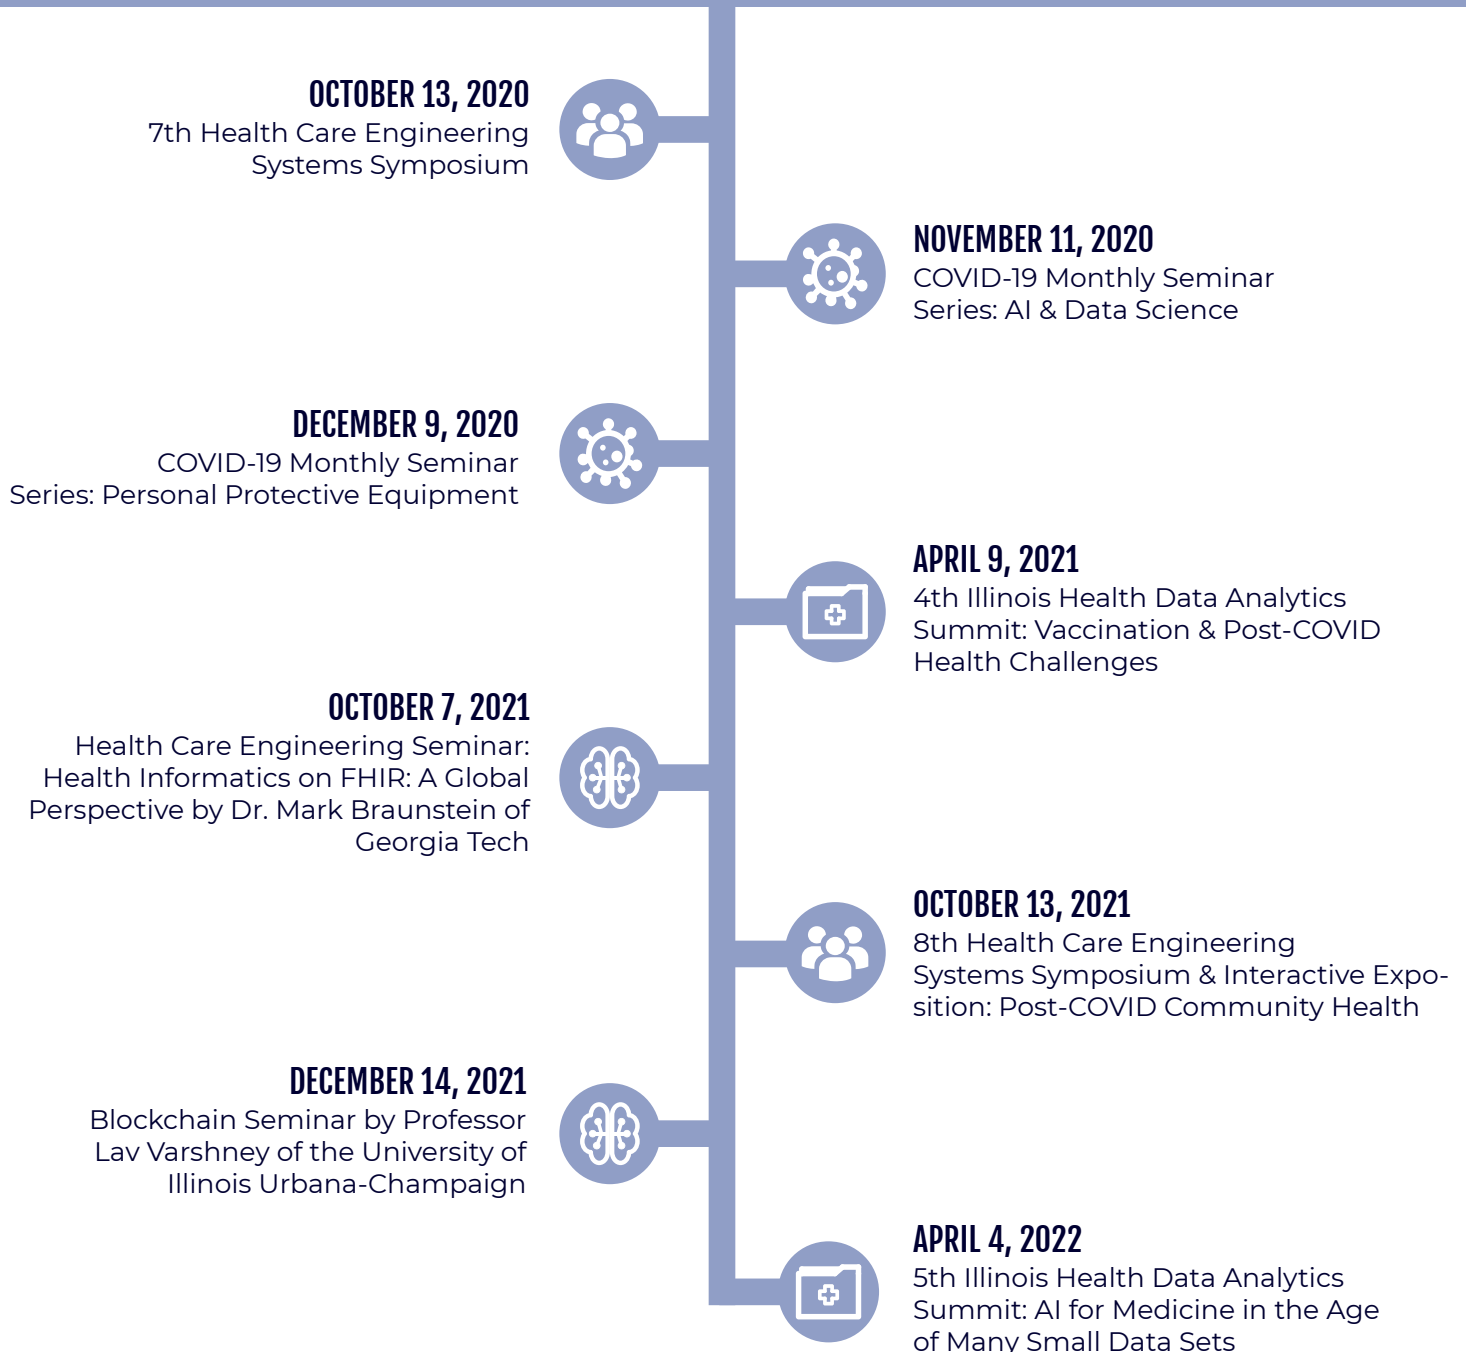 OCTOBER 13, 2020
7th Health Care Engineering
Systems Symposium
NOVEMBER 11, 2020
COVID-19 Monthly Seminar
Series: AI & Data Science
DECEMBER 9, 2020
COVID-19 Monthly Seminar
Series: Personal Protective Equipment
APRIL 9, 2021
4th Illinois Health Data Analytics
Summit: Vaccination & Post-COVID
Health Challenges
OCTOBER 7, 2021
Health Care Engineering Seminar:
Health Informatics on FHIR: A Global
Perspective by Dr. Mark Braunstein of
Georgia Tech
OCTOBER 13, 2021
8th Health Care Engineering
Systems Symposium & Interactive Expo-
sition: Post-COVID Community Health
DECEMBER 14, 2021
Blockchain Seminar by Professor
Lav Varshney of the University of
Illinois Urbana-Champaign
APRIL 4, 2022
5th Illinois Health Data Analytics
Summit: AI for Medicine in the Age
of Many Small Data Sets